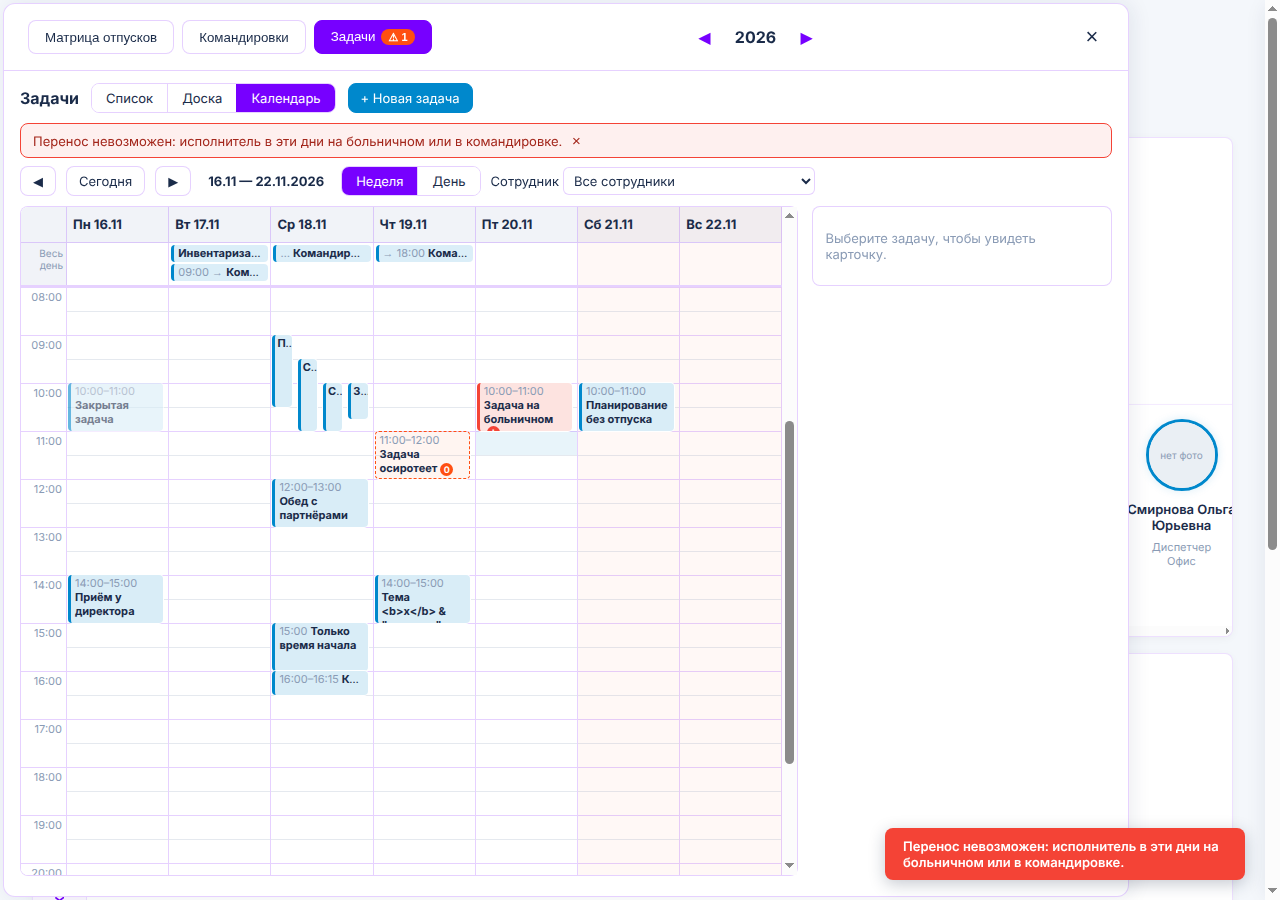 Матрица отпусков
Командировки
Задачи ⚠ 1
◀ 2026 ▶
×
Задачи
Список
Доска
Календарь
+ Новая задача
Перенос невозможен: исполнитель в эти дни на больничном или в командировке. ×
◀
Сегодня
▶
16.11 — 22.11.2026
Неделя
День
Сотрудник
Все сотрудники
Пн 16.11
Вт 17.11
Ср 18.11
Чт 19.11
Пт 20.11
Сб 21.11
Вс 22.11
Весь
день
Инвентариза...
09:00 → Ком...
... Командир...
→ 18:00 Кома...
Выберите задачу, чтобы увидеть
карточку.
08:00
09:00
П..
С..
10:00
10:00–11:00
Закрытая
задача
С..
З..
10:00–11:00
Задача на
больничном
10:00–11:00
Планирование
без отпуска
11:00
11:00–12:00
Задача
осиротеет 0
12:00
12:00–13:00
Обед с
партнёрами
13:00
14:00
14:00–15:00
Приём у
директора
14:00–15:00
Тема
<b>x</b> &
15:00
15:00 Только
время начала
16:00
16:00–16:15 К...
17:00
18:00
19:00
20:00
нет фото
Смирнова Ольга
Юрьевна
Диспетчер
Офис
Перенос невозможен: исполнитель в эти дни на
больничном или в командировке.